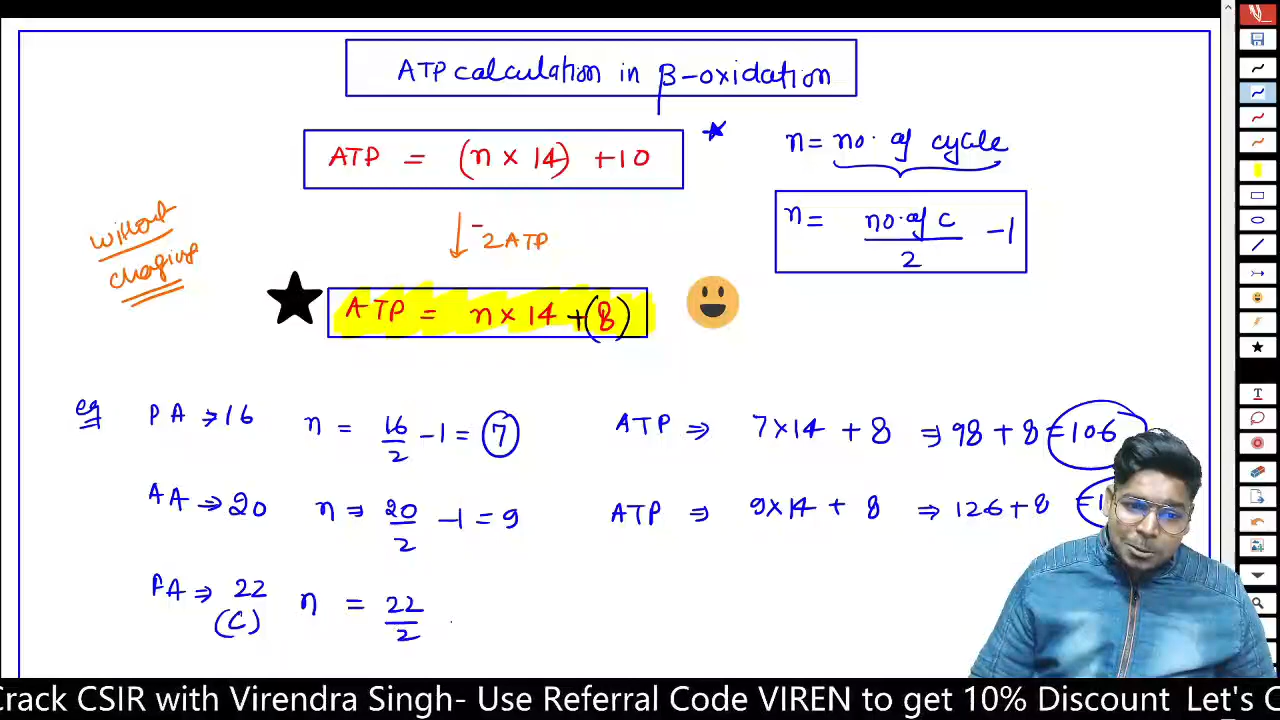 ATP calculation in β-oxidation
ATP = (n × 14) + 10
n = no. of cycle
n = no. of C / 2 - 1
-2 ATP
without
ATP = n × 14 + (8)
eg PA → 16 n = 16/2 - 1 = 7 ATP ⇒ 7 × 14 + 8 ⇒ 98 + 8 = 106
AA → 20 n ⇒ 20/2 - 1 = 9 ATP ⇒ 9 × 14 + 8 ⇒ 126 + 8
FA ⇒ 22 n = 22/2
(C)
Crack CSIR with Virendra Singh- Use Referral Code VIREN to get 10% Discount Let's C